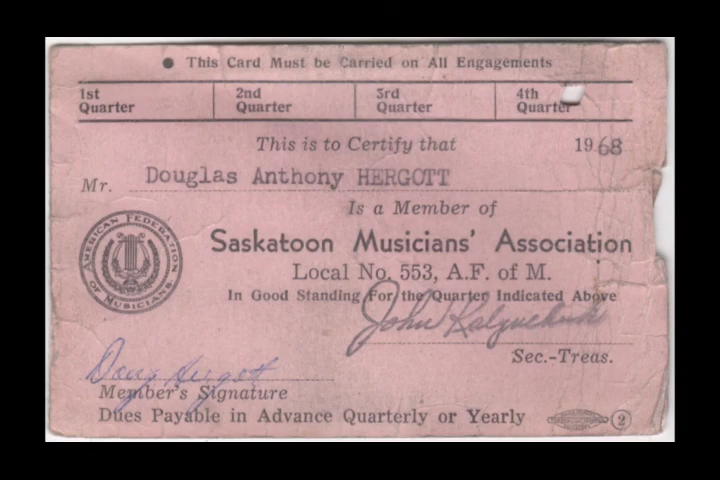 ● This Card Must be Carried on All Engagements
1st Quarter 2nd Quarter 3rd Quarter 4th Quarter
This is to Certify that 1968
Mr. Douglas Anthony HERGOTT
Is a Member of
Saskatoon Musicians' Association
Local No. 553, A.F. of M.
In Good Standing For the Quarter Indicated Above
John
Sec.-Treas.
AMERICAN FEDERATION OF MUSICIANS
Doug Hergott
Member's Signature
Dues Payable in Advance Quarterly or Yearly 2